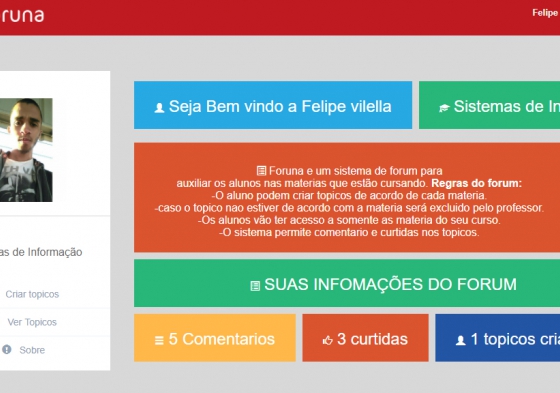 runa
Felipe
Seja Bem vindo a Felipe vilella
Sistemas de In
Foruna e um sistema de forum para
auxiliar os alunos nas materias que estão cursando. Regras do forum:
-O aluno podem criar topicos de acordo de cada materia.
-caso o topico nao estiver de acordo com a materia será excluido pelo professor.
-Os alunos vão ter acesso a somente as materia do seu curso.
-O sistema permite comentario e curtidas nos topicos.
as de Informação
Criar topicos
Ver Topicos
Sobre
SUAS INFOMAÇÕES DO FORUM
5 Comentarios
3 curtidas
1 topicos cria